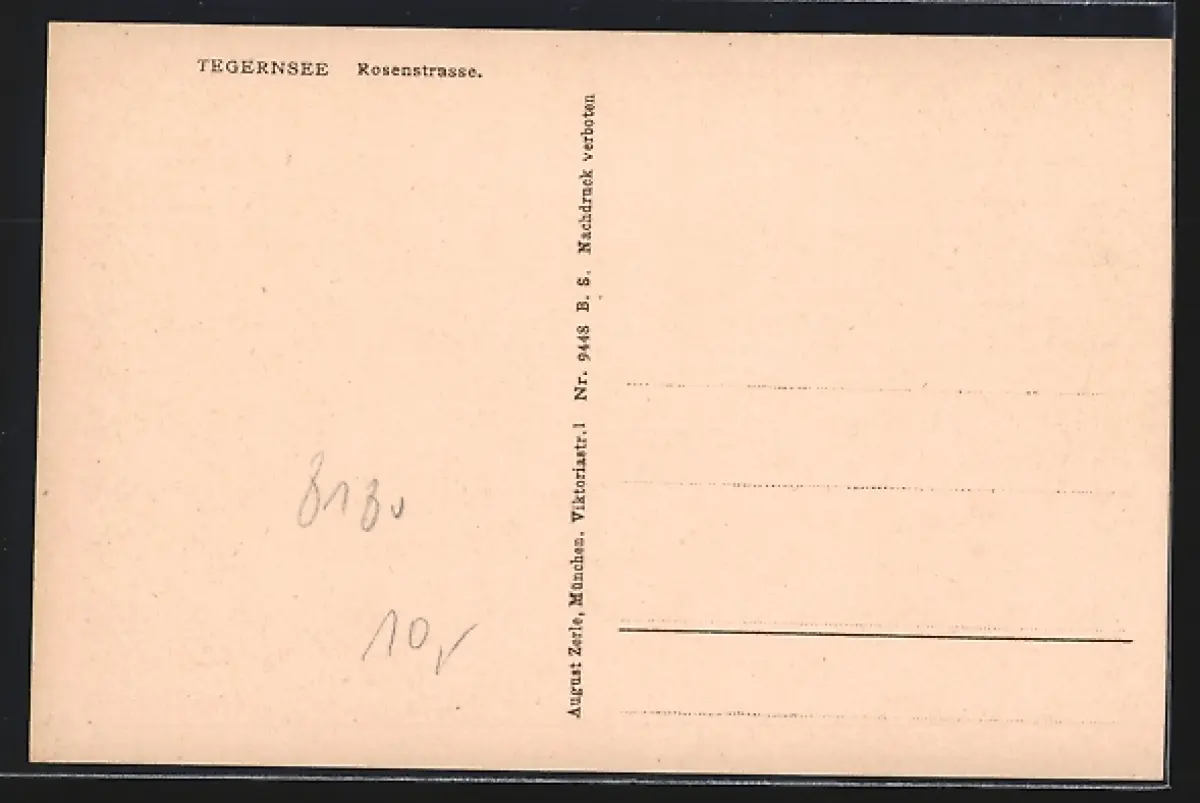 TEGERNSEE Rosenstrasse.
August Zerle, München. Viktoriastr.1 Nr. 9448 B. S. Nachdruck verboten
10,